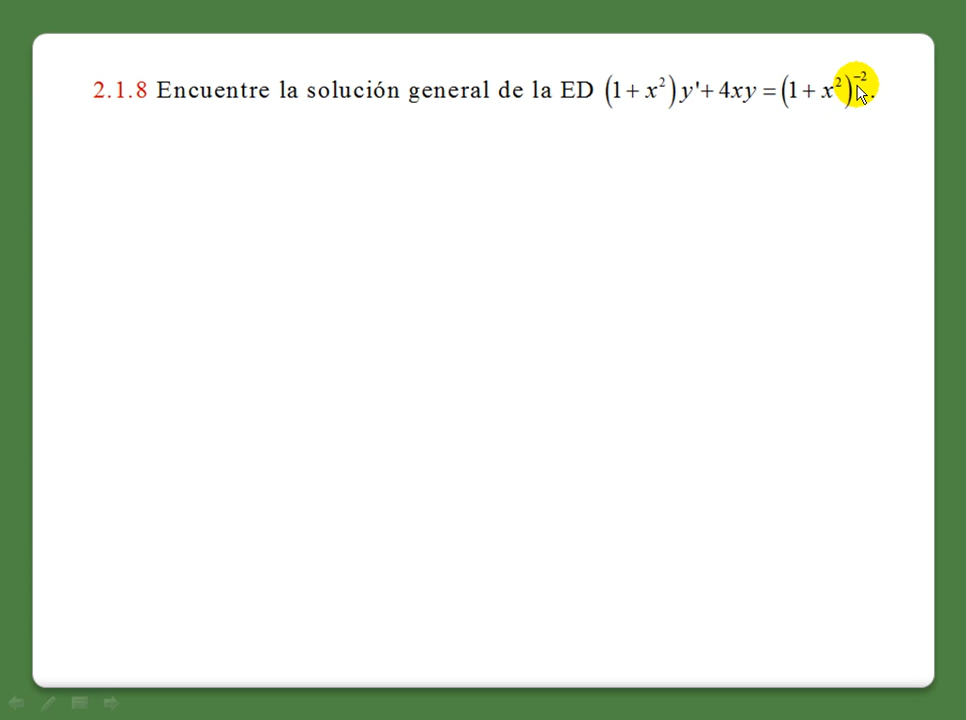 2.1.8 Encuentre la solución general de la ED (1 + x²) y'+ 4xy = (1 + x²)⁻².